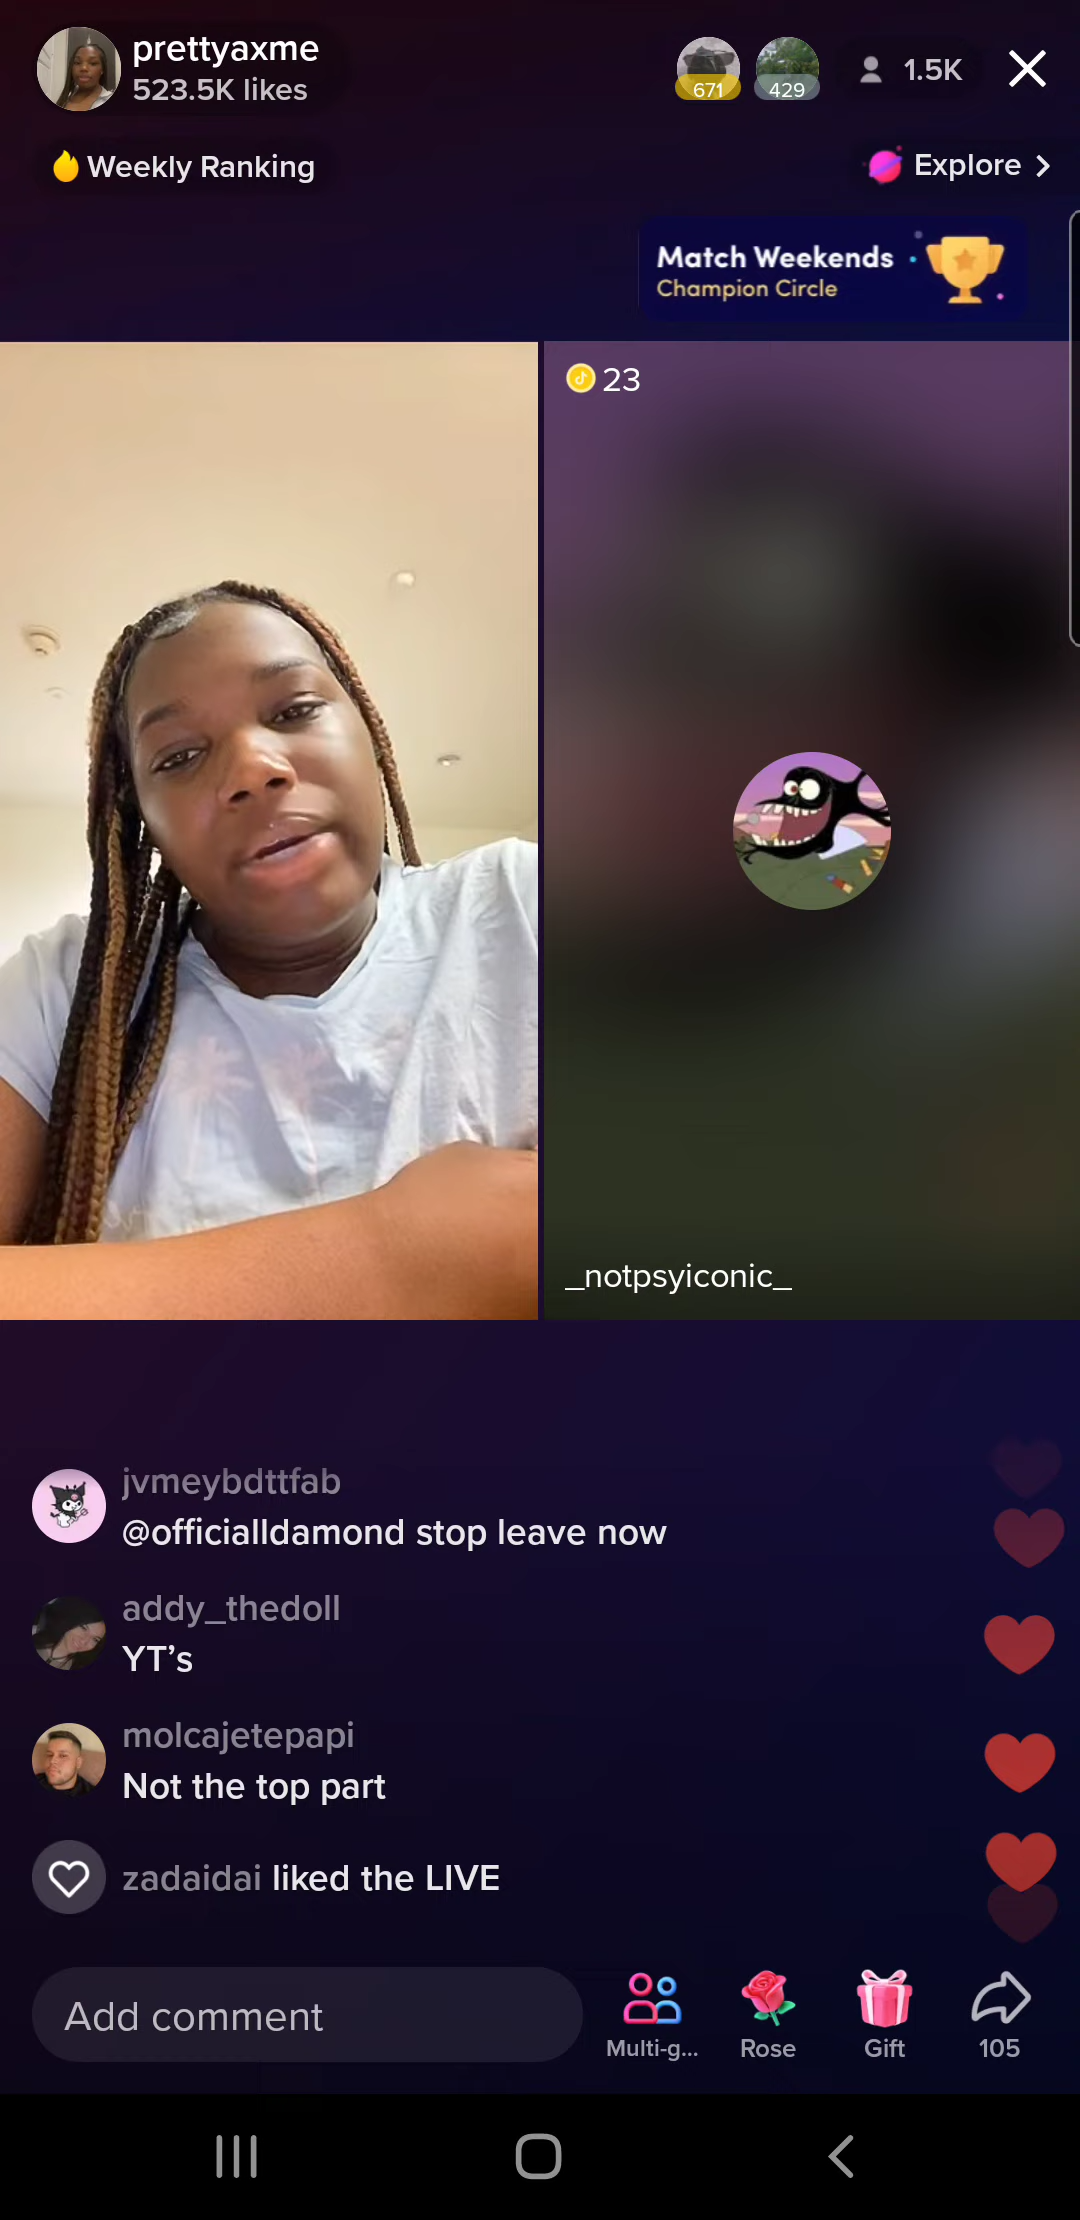 prettyaxme
523.5K likes
671
429
1.5K
Weekly Ranking
Explore
Match Weekends
Champion Circle
23
_notpsyiconic_
jvmeybdttfab
@officialldamond stop leave now
addy_thedoll
YT’s
molcajetepapi
Not the top part
zadaidai liked the LIVE
Add comment
Multi-g...
Rose
Gift
105